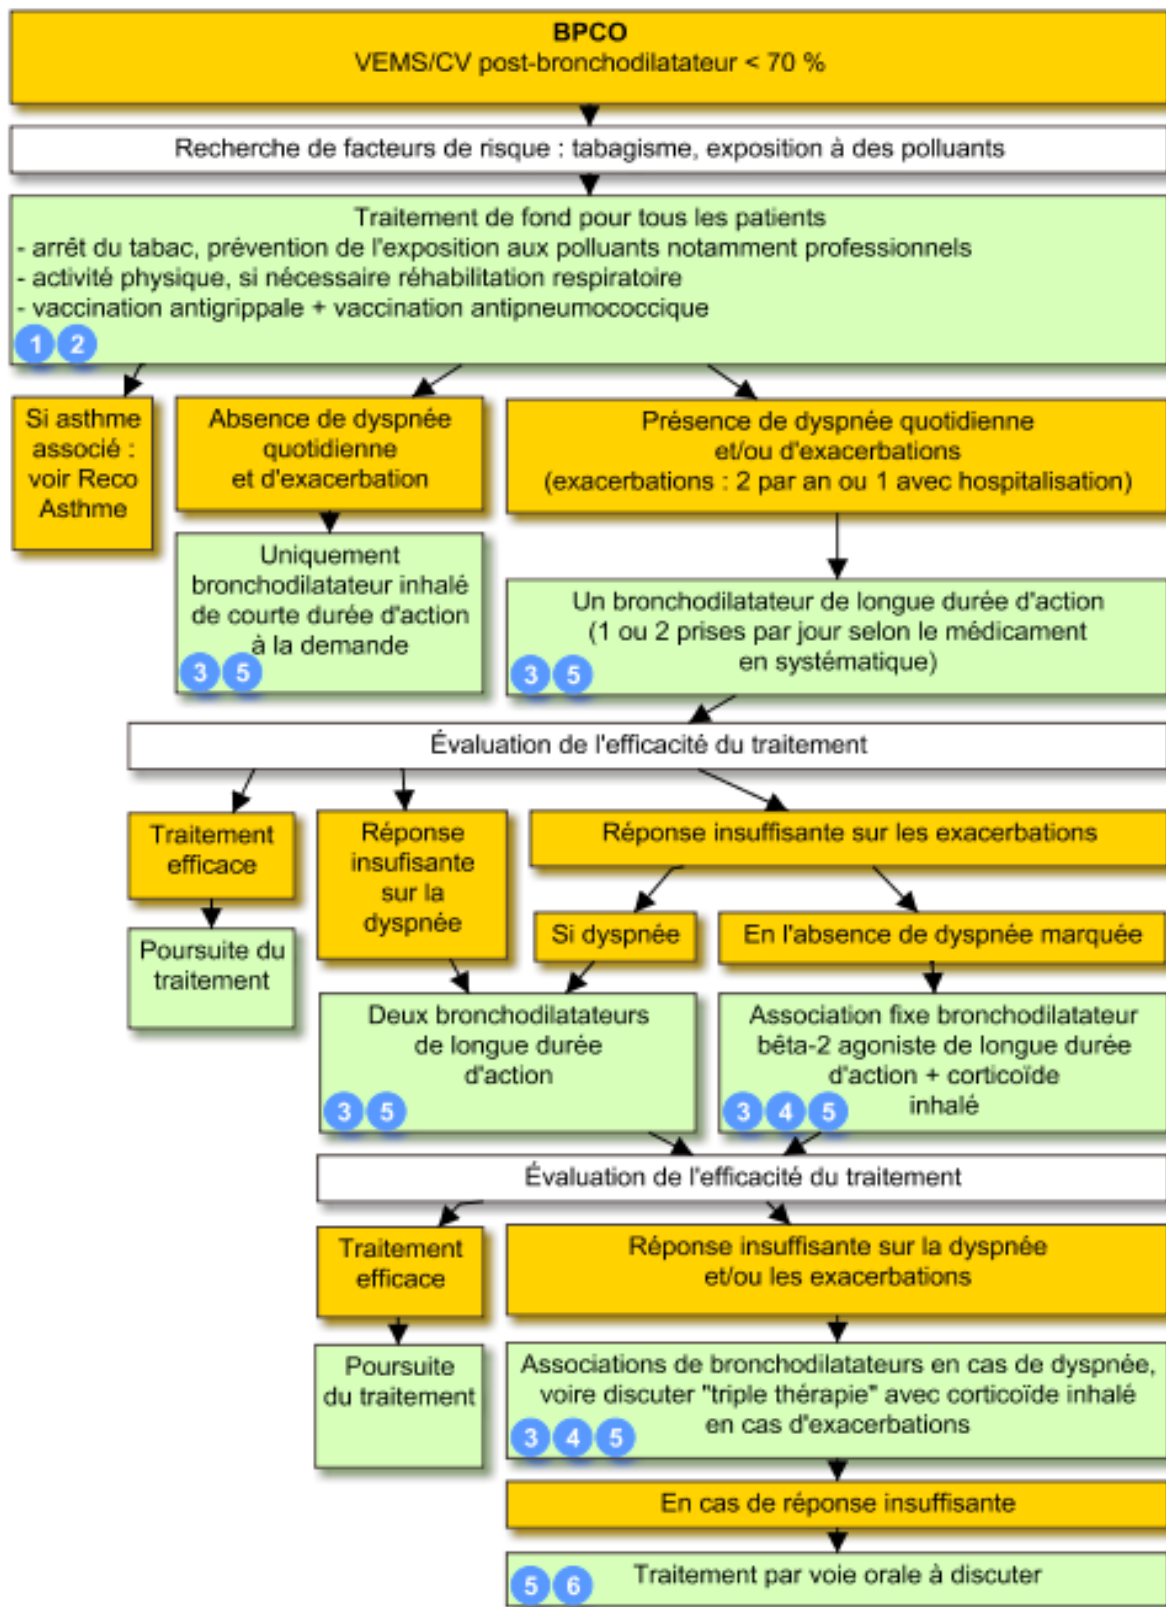 BPCO
VEMS/CV post-bronchodilatateur < 70 %
Recherche de facteurs de risque : tabagisme, exposition à des polluants
Traitement de fond pour tous les patients
- arrêt du tabac, prévention de l'exposition aux polluants notamment professionnels
- activité physique, si nécessaire réhabilitation respiratoire
- vaccination antigrippale + vaccination antipneumococcique
1 2
Si asthme
associé :
voir Reco
Asthme
Absence de dyspnée
quotidienne
et d'exacerbation
Présence de dyspnée quotidienne
et/ou d'exacerbations
(exacerbations : 2 par an ou 1 avec hospitalisation)
Uniquement
bronchodilatateur inhalé
de courte durée d'action
à la demande
3 5
Un bronchodilatateur de longue durée d'action
(1 ou 2 prises par jour selon le médicament
en systématique)
3 5
Évaluation de l'efficacité du traitement
Traitement
efficace
Poursuite du
traitement
Réponse
insufisante
sur la
dyspnée
Réponse insuffisante sur les exacerbations
Si dyspnée
En l'absence de dyspnée marquée
Deux bronchodilatateurs
de longue durée
d'action
3 5
Association fixe bronchodilatateur
bêta-2 agoniste de longue durée
d'action + corticoïde
inhalé
3 4 5
Évaluation de l'efficacité du traitement
Traitement
efficace
Poursuite
du traitement
Réponse insuffisante sur la dyspnée
et/ou les exacerbations
Associations de bronchodilatateurs en cas de dyspnée,
voire discuter "triple thérapie" avec corticoïde inhalé
en cas d'exacerbations
3 4 5
En cas de réponse insuffisante
Traitement par voie orale à discuter
5 6